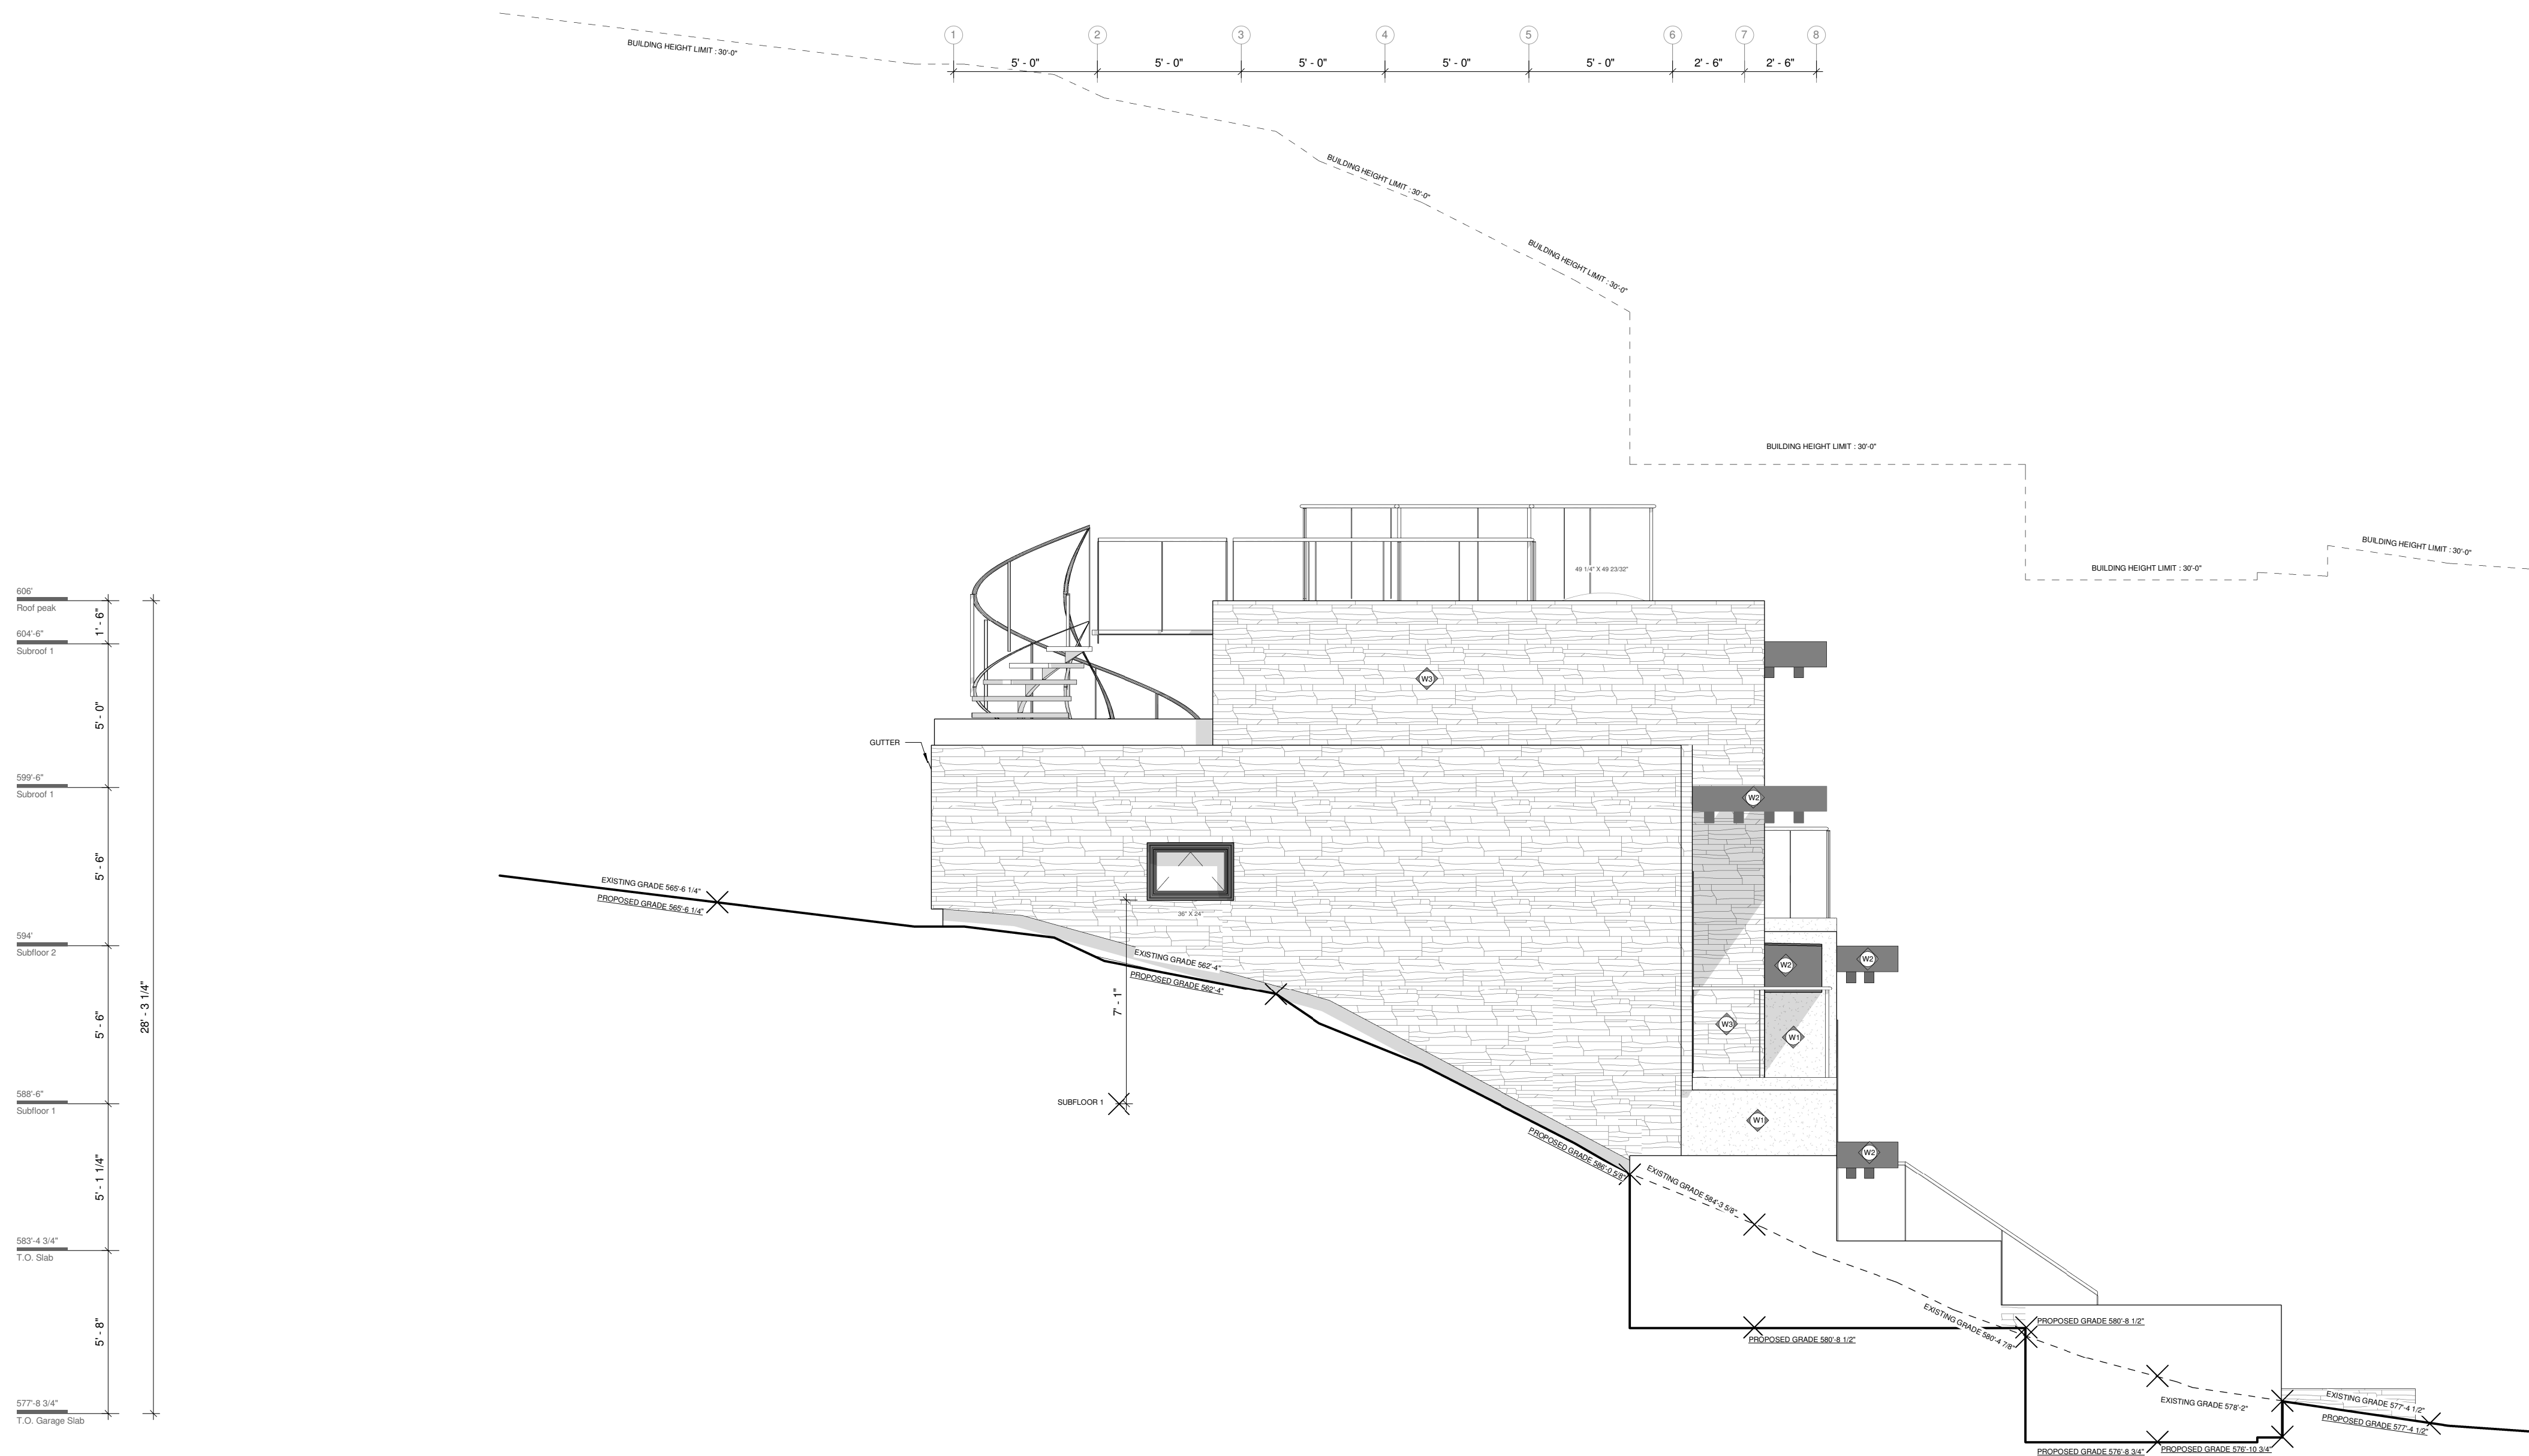 BUILDING HEIGHT LIMIT : 30'-0"
1 2 3 4 5 6 7 8
5' - 0" 5' - 0" 5' - 0" 5' - 0" 5' - 0" 2' - 6" 2' - 6"
BUILDING HEIGHT LIMIT : 30'-0"
BUILDING HEIGHT LIMIT : 30'-0"
BUILDING HEIGHT LIMIT : 30'-0"
BUILDING HEIGHT LIMIT : 30'-0"
BUILDING HEIGHT LIMIT : 30'-0"
49 1/4" X 49 23/32"
606'
Roof peak
1' - 6"
604'-6"
Subroof 1
5' - 0"
599'-6"
Subroof 1
5' - 6"
594'
Subfloor 2
5' - 6"
588'-6"
Subfloor 1
5' - 1 1/4"
583'-4 3/4"
T.O. Slab
5' - 8"
577'-8 3/4"
T.O. Garage Slab
28' - 3 1/4"
W3
GUTTER
W2
EXISTING GRADE 565'-6 1/4"
PROPOSED GRADE 565'-6 1/4"
36" X 24"
EXISTING GRADE 562'-4"
PROPOSED GRADE 562'-4"
7' - 1"
SUBFLOOR 1
W2
W2
W3
W1
W1
W2
PROPOSED GRADE 586'-0 5/8"
EXISTING GRADE 584'-3 5/8"
PROPOSED GRADE 580'-8 1/2"
EXISTING GRADE 580'-4 7/8"
PROPOSED GRADE 580'-8 1/2"
EXISTING GRADE 578'-2"
EXISTING GRADE 577'-4 1/2"
PROPOSED GRADE 577'-4 1/2"
PROPOSED GRADE 576'-8 3/4"
PROPOSED GRADE 576'-10 3/4"